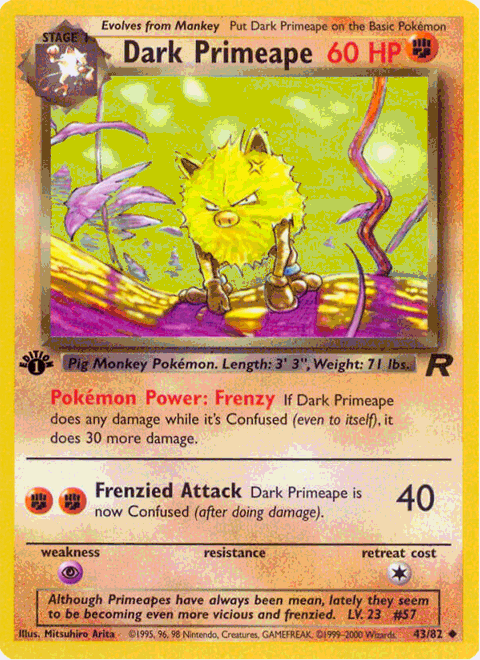 Evolves from Mankey Put Dark Primeape on the Basic Pokémon
STAGE 1
Dark Primeape 60 HP
EDITION
1
Pig Monkey Pokémon. Length: 3' 3", Weight: 71 lbs.
R
Pokémon Power: Frenzy If Dark Primeape
does any damage while it's Confused (even to itself), it
does 30 more damage.
Frenzied Attack Dark Primeape is
now Confused (after doing damage).
40
weakness resistance retreat cost
Although Primeapes have always been mean, lately they seem
to be becoming even more vicious and frenzied. LV. 23 #57
Illus. Mitsuhiro Arita ©1995, 96, 98 Nintendo, Creatures, GAMEFREAK. ©1999-2000 Wizards. 43/82